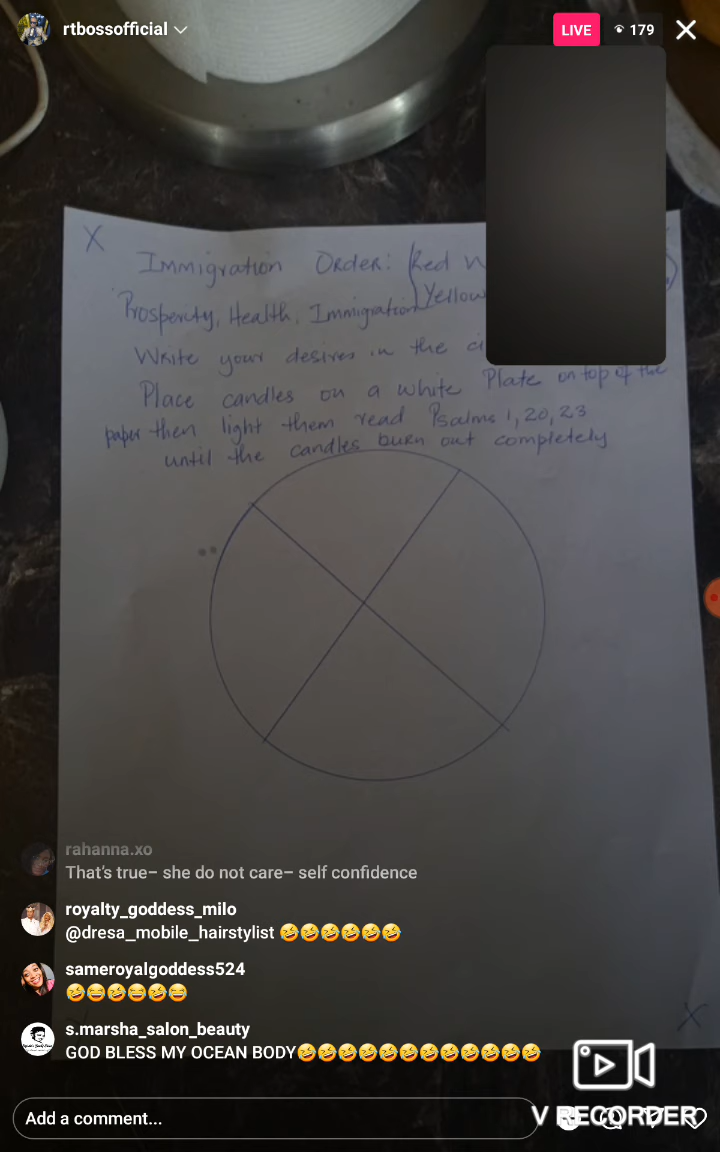 rtbossofficial
LIVE
179
X
Immigration Order: (Red
Prosperity, Health, Immigration Yellow
Write your desires in the
Place candles on a white Plate on top of the
paper then light them read Psalms 1, 20, 23
until the candles burn out completely
X
rahanna.xo
That's true– she do not care– self confidence
royalty_goddess_milo
@dresa_mobile_hairstylist 🤣🤣🤣🤣🤣🤣
sameroyalgoddess524
🤣😂🤣😂🤣😂
s.marsha_salon_beauty
GOD BLESS MY OCEAN BODY🤣🤣🤣🤣🤣🤣🤣🤣🤣🤣🤣🤣
Add a comment...
V RECORDER